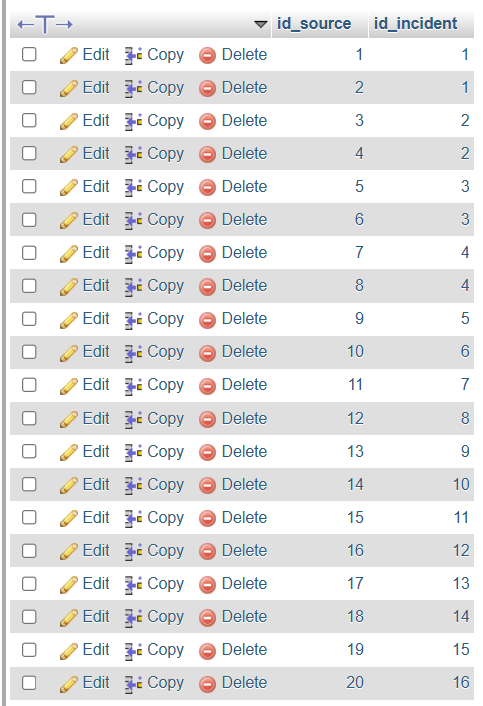 id_source id_incident
Edit Copy Delete 1 1
Edit Copy Delete 2 1
Edit Copy Delete 3 2
Edit Copy Delete 4 2
Edit Copy Delete 5 3
Edit Copy Delete 6 3
Edit Copy Delete 7 4
Edit Copy Delete 8 4
Edit Copy Delete 9 5
Edit Copy Delete 10 6
Edit Copy Delete 11 7
Edit Copy Delete 12 8
Edit Copy Delete 13 9
Edit Copy Delete 14 10
Edit Copy Delete 15 11
Edit Copy Delete 16 12
Edit Copy Delete 17 13
Edit Copy Delete 18 14
Edit Copy Delete 19 15
Edit Copy Delete 20 16